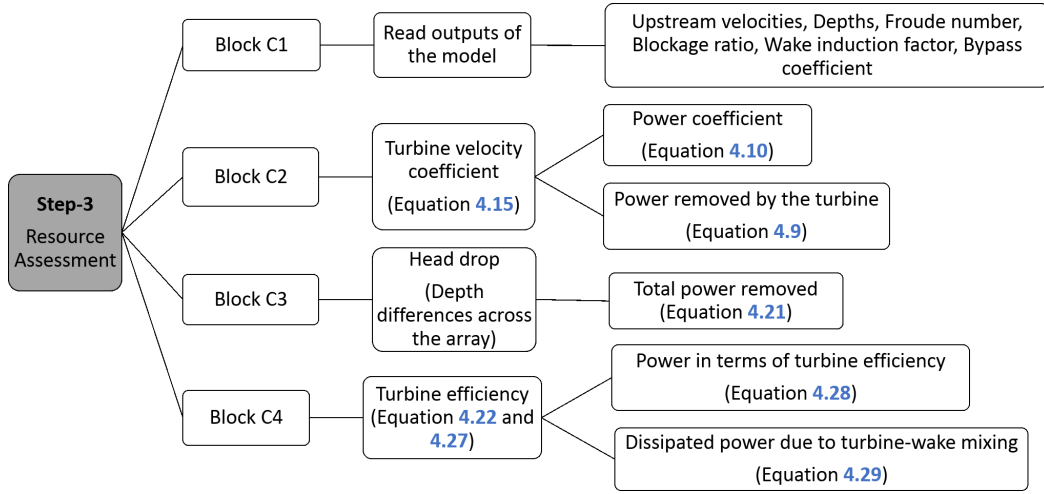 Step-3
Resource
Assessment
Block C1
Read outputs of
the model
Upstream velocities, Depths, Froude number,
Blockage ratio, Wake induction factor, Bypass
coefficient
Block C2
Turbine velocity
coefficient
(Equation 4.15)
Power coefficient
(Equation 4.10)
Power removed by the turbine
(Equation 4.9)
Block C3
Head drop
(Depth
differences across
the array)
Total power removed
(Equation 4.21)
Block C4
Turbine efficiency
(Equation 4.22 and
4.27)
Power in terms of turbine efficiency
(Equation 4.28)
Dissipated power due to turbine-wake mixing
(Equation 4.29)